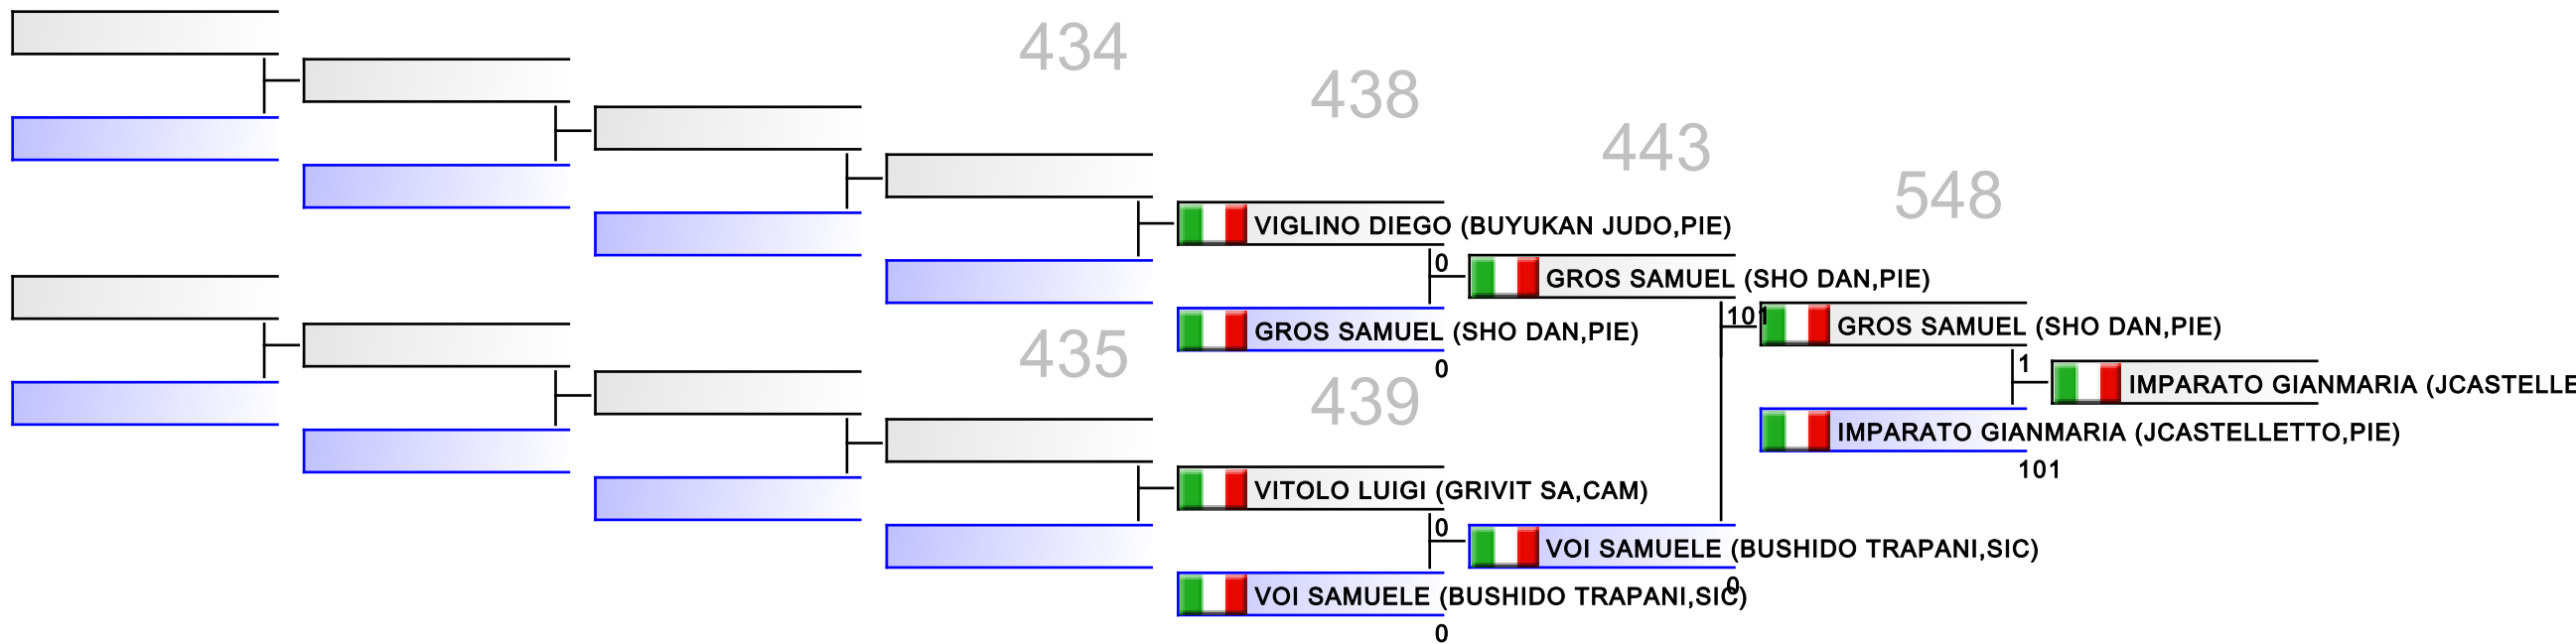 434
438
443
548
VIGLINO DIEGO (BUYUKAN JUDO,PIE)
0
GROS SAMUEL (SHO DAN,PIE)
101
GROS SAMUEL (SHO DAN,PIE)
GROS SAMUEL (SHO DAN,PIE)
0
435
1
IMPARATO GIANMARIA (JCASTELLE
439
IMPARATO GIANMARIA (JCASTELLETTO,PIE)
101
VITOLO LUIGI (GRIVIT SA,CAM)
0
VOI SAMUELE (BUSHIDO TRAPANI,SIC)
0
VOI SAMUELE (BUSHIDO TRAPANI,SIC)
0